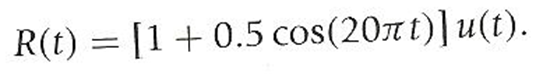 R(t) = [1 + 0.5 cos(20πt)] u(t).